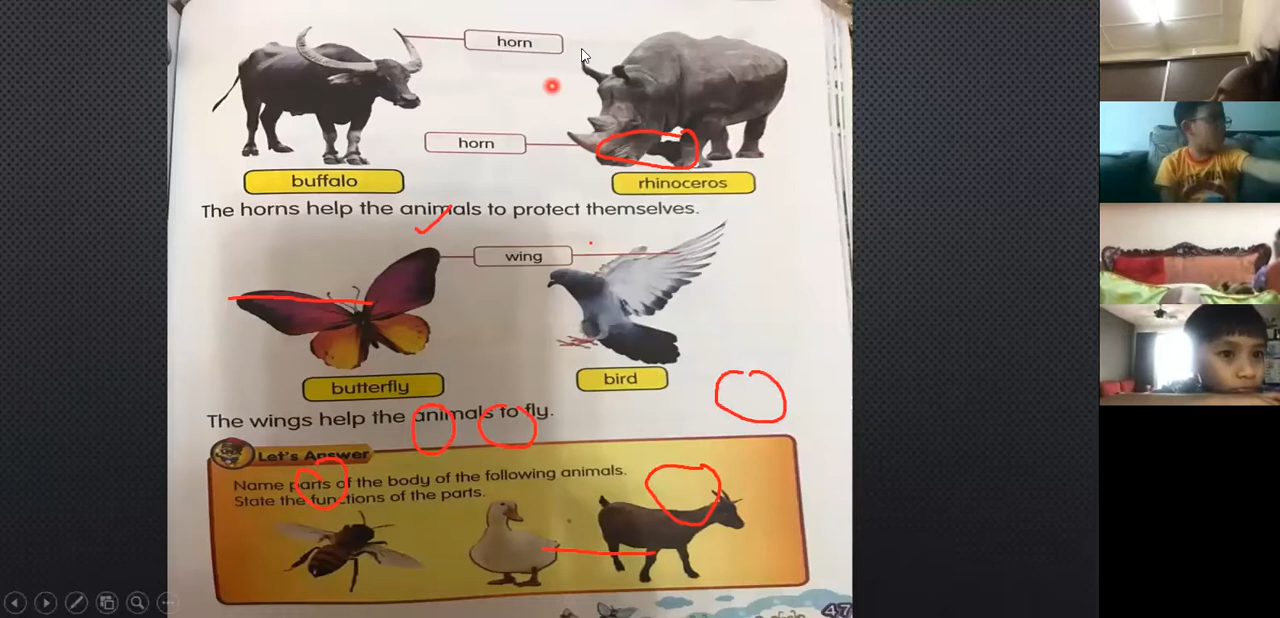 horn
horn
buffalo
rhinoceros
The horns help the animals to protect themselves.
wing
butterfly
bird
The wings help the animals to fly.
Let's Answer
Name parts of the body of the following animals.
State the functions of the parts.
47